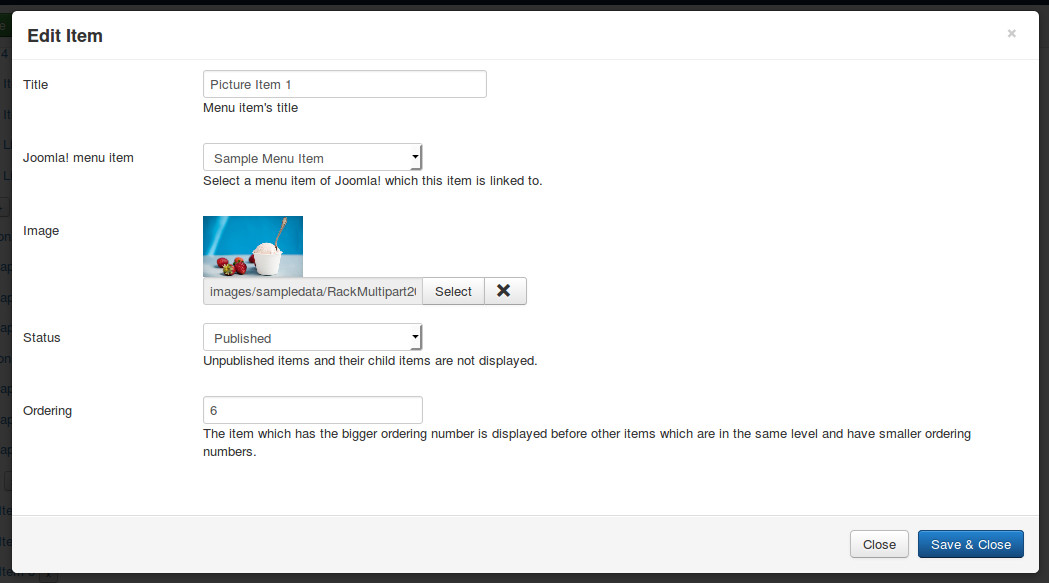 Edit Item
×
Title
Picture Item 1
Menu item's title
Joomla! menu item
Sample Menu Item
Select a menu item of Joomla! which this item is linked to.
Image
images/sampledata/RackMultipart2
Select
Status
Published
Unpublished items and their child items are not displayed.
Ordering
6
The item which has the bigger ordering number is displayed before other items which are in the same level and have smaller ordering
numbers.
Close
Save & Close